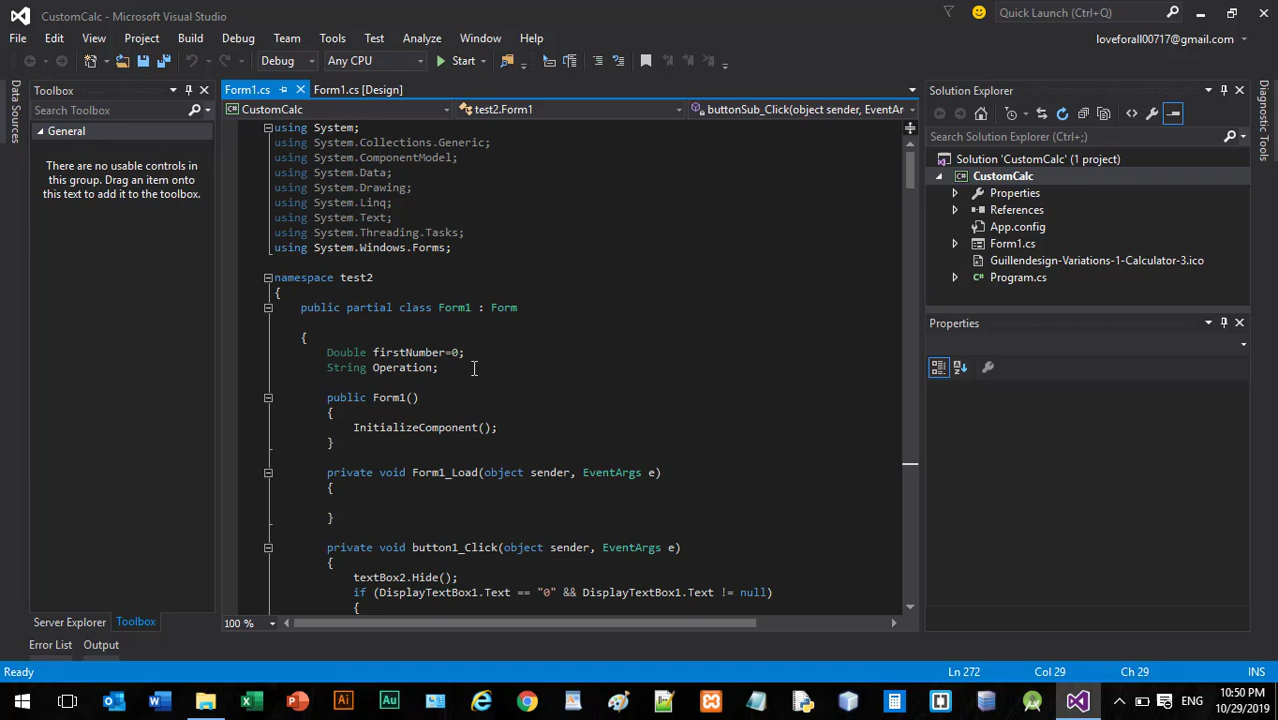 CustomCalc - Microsoft Visual Studio
Quick Launch (Ctrl+Q)
File Edit View Project Build Debug Team Tools Test Analyze Window Help
loveforall00717@gmail.com
Debug Any CPU Start
Data Sources
Toolbox
Search Toolbox
General
There are no usable controls in
this group. Drag an item onto
this text to add it to the toolbox.
Server Explorer Toolbox
Form1.cs Form1.cs [Design]
CustomCalc test2.Form1 buttonSub_Click(object sender, EventAr
using System;
using System.Collections.Generic;
using System.ComponentModel;
using System.Data;
using System.Drawing;
using System.Linq;
using System.Text;
using System.Threading.Tasks;
using System.Windows.Forms;
namespace test2
{
public partial class Form1 : Form
{
Double firstNumber=0;
String Operation;
public Form1()
{
InitializeComponent();
}
private void Form1_Load(object sender, EventArgs e)
{
}
private void button1_Click(object sender, EventArgs e)
{
textBox2.Hide();
if (DisplayTextBox1.Text == "0" && DisplayTextBox1.Text != null)
{
100 %
Solution Explorer
Search Solution Explorer (Ctrl+;)
Solution 'CustomCalc' (1 project)
CustomCalc
Properties
References
App.config
Form1.cs
Guillendesign-Variations-1-Calculator-3.ico
Program.cs
Properties
Diagnostic Tools
Error List Output
Ready Ln 272 Col 29 Ch 29 INS
ENG
10:50 PM
10/29/2019